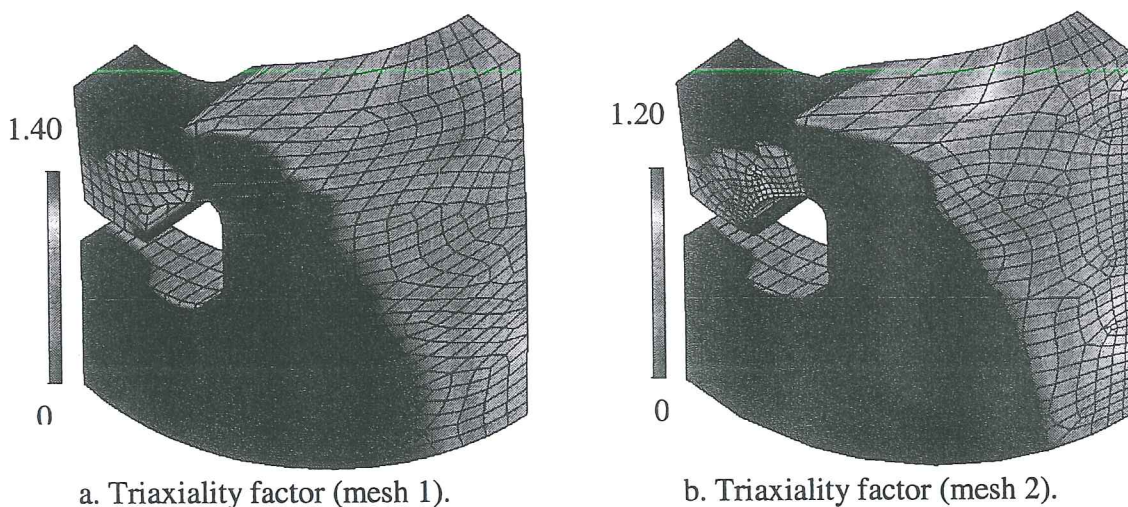 1.40
0
a. Triaxiality factor (mesh 1).
1.20
0
b. Triaxiality factor (mesh 2).